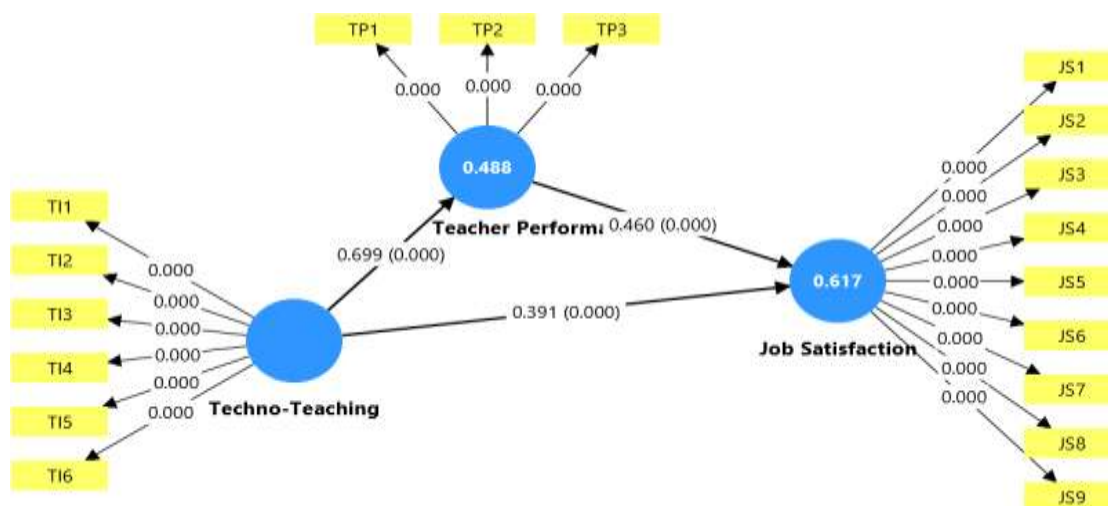 TP1
TP2
TP3
0.000
0.000
0.000
0.488
Teacher Performa
TI1
TI2
TI3
TI4
TI5
TI6
0.000
0.000
0.000
0.000
0.000
0.000
Techno-Teaching
0.699 (0.000)
0.460 (0.000)
0.391 (0.000)
0.617
Job Satisfaction
0.000
0.000
0.000
0.000
0.000
0.000
0.000
0.000
0.000
JS1
JS2
JS3
JS4
JS5
JS6
JS7
JS8
JS9